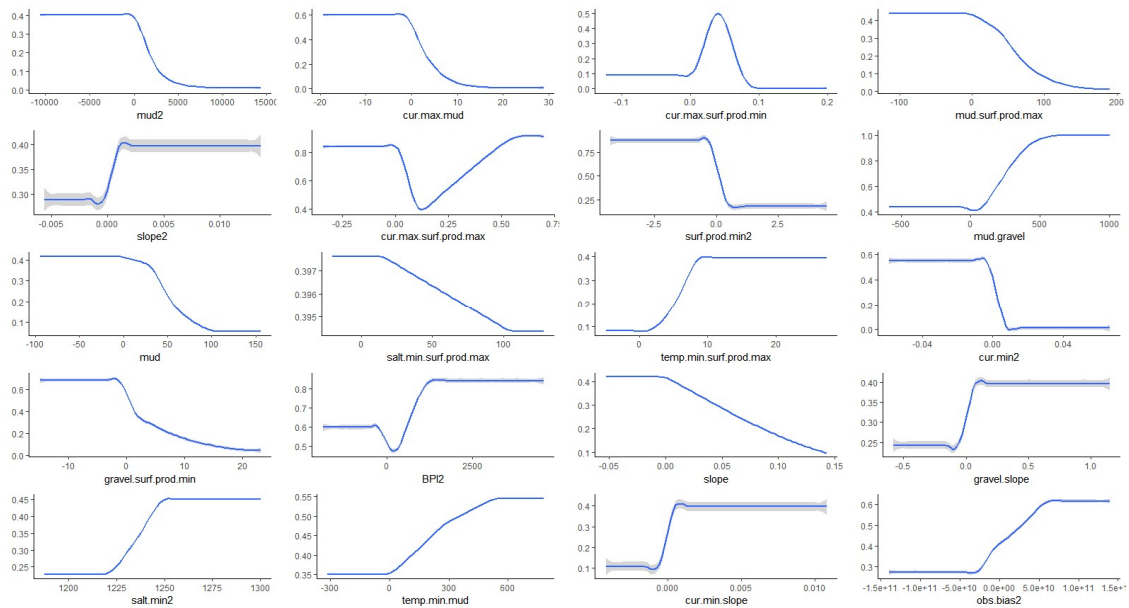 0.4
0.3
0.2
0.1
0.0
-10000 -5000 0 5000 10000 15000
mud2
0.6
0.4
0.2
0.0
-20 -10 0 10 20 30
cur.max.mud
0.5
0.4
0.3
0.2
0.1
0.0
-0.1 0.0 0.1 0.2
cur.max.surf.prod.min
0.4
0.3
0.2
0.1
0.0
-100 0 100 200
mud.surf.prod.max
0.40
0.35
0.30
-0.005 0.000 0.005 0.010
slope2
0.8
0.6
0.4
-0.25 0.00 0.25 0.50 0.75
cur.max.surf.prod.max
0.75
0.50
0.25
-2.5 0.0 2.5
surf.prod.min2
1.0
0.8
0.6
0.4
-500 0 500 1000
mud.gravel
0.4
0.3
0.2
0.1
-100 -50 0 50 100 150
mud
0.397
0.396
0.395
0 50 100
salt.min.surf.prod.max
0.4
0.3
0.2
0.1
0 10 20
temp.min.surf.prod.max
0.6
0.4
0.2
0.0
-0.04 0.00 0.04
cur.min2
0.6
0.4
0.2
0.0
-10 0 10 20
gravel.surf.prod.min
0.8
0.7
0.6
0.5
0 2500
BPI2
0.4
0.3
0.2
0.1
-0.05 0.00 0.05 0.10 0.15
slope
0.40
0.35
0.30
0.25
-0.5 0.0 0.5 1.0
gravel.slope
0.45
0.40
0.35
0.30
0.25
1200 1225 1250 1275 1300
salt.min2
0.55
0.50
0.45
0.40
0.35
-300 0 300 600
temp.min.mud
0.4
0.3
0.2
0.1
0.000 0.005 0.010
cur.min.slope
0.6
0.5
0.4
0.3
-1.5e+11 -1.0e+11 -5.0e+10 0.0e+00 5.0e+10 1.0e+11 1.5e+11
obs.bias2